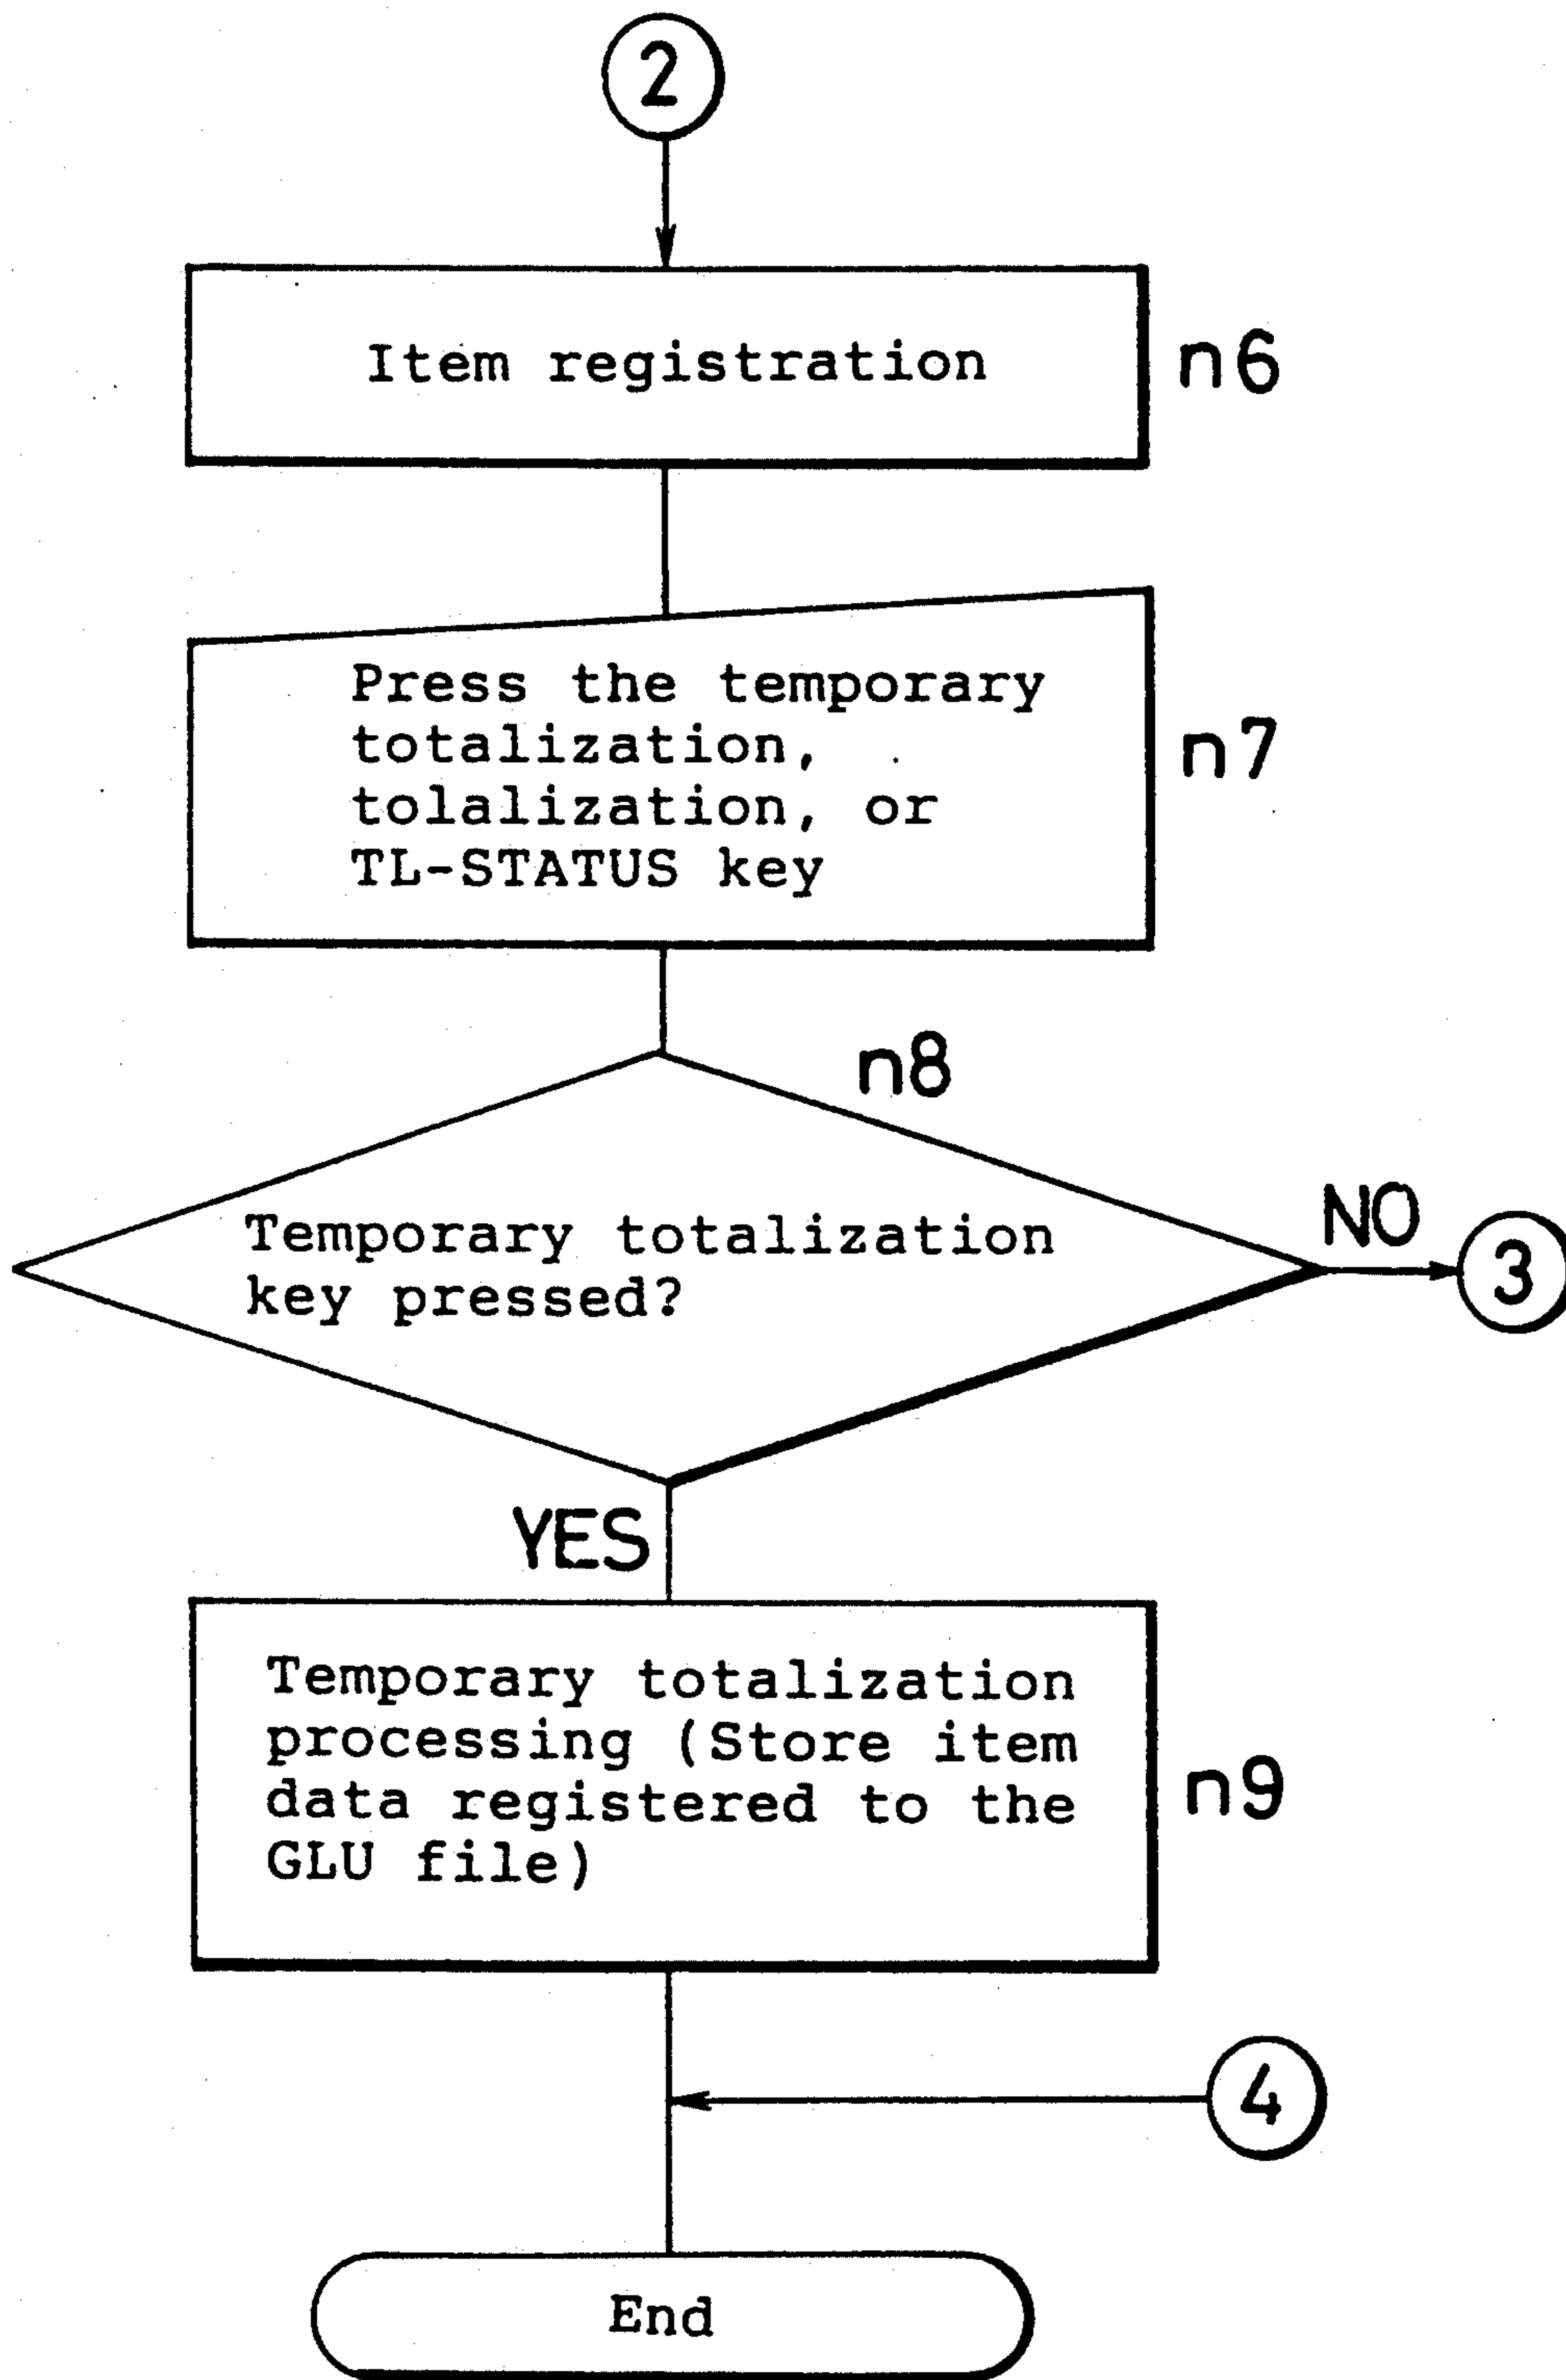 2
Item registration
n6
Press the temporary
totalization,
tolalization, or
TL-STATUS key
n7
n8
Temporary totalization
key pressed?
NO
3
YES
Temporary totalization
processing (Store item
data registered to the
GLU file)
n9
4
End